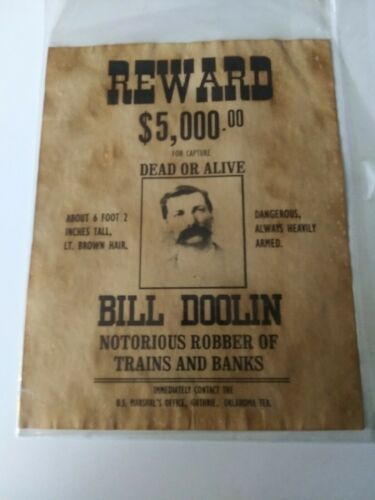 REWARD
$5,000.00
FOR CAPTURE
DEAD OR ALIVE
ABOUT 6 FOOT 2
INCHES TALL,
LT. BROWN HAIR.
DANGEROUS,
ALWAYS HEAVILY
ARMED.
BILL DOOLIN
NOTORIOUS ROBBER OF
TRAINS AND BANKS
IMMEDIATELY CONTACT THE
U.S. MARSHAL'S OFFICE, GUTHRIE, OKLAHOMA TER.